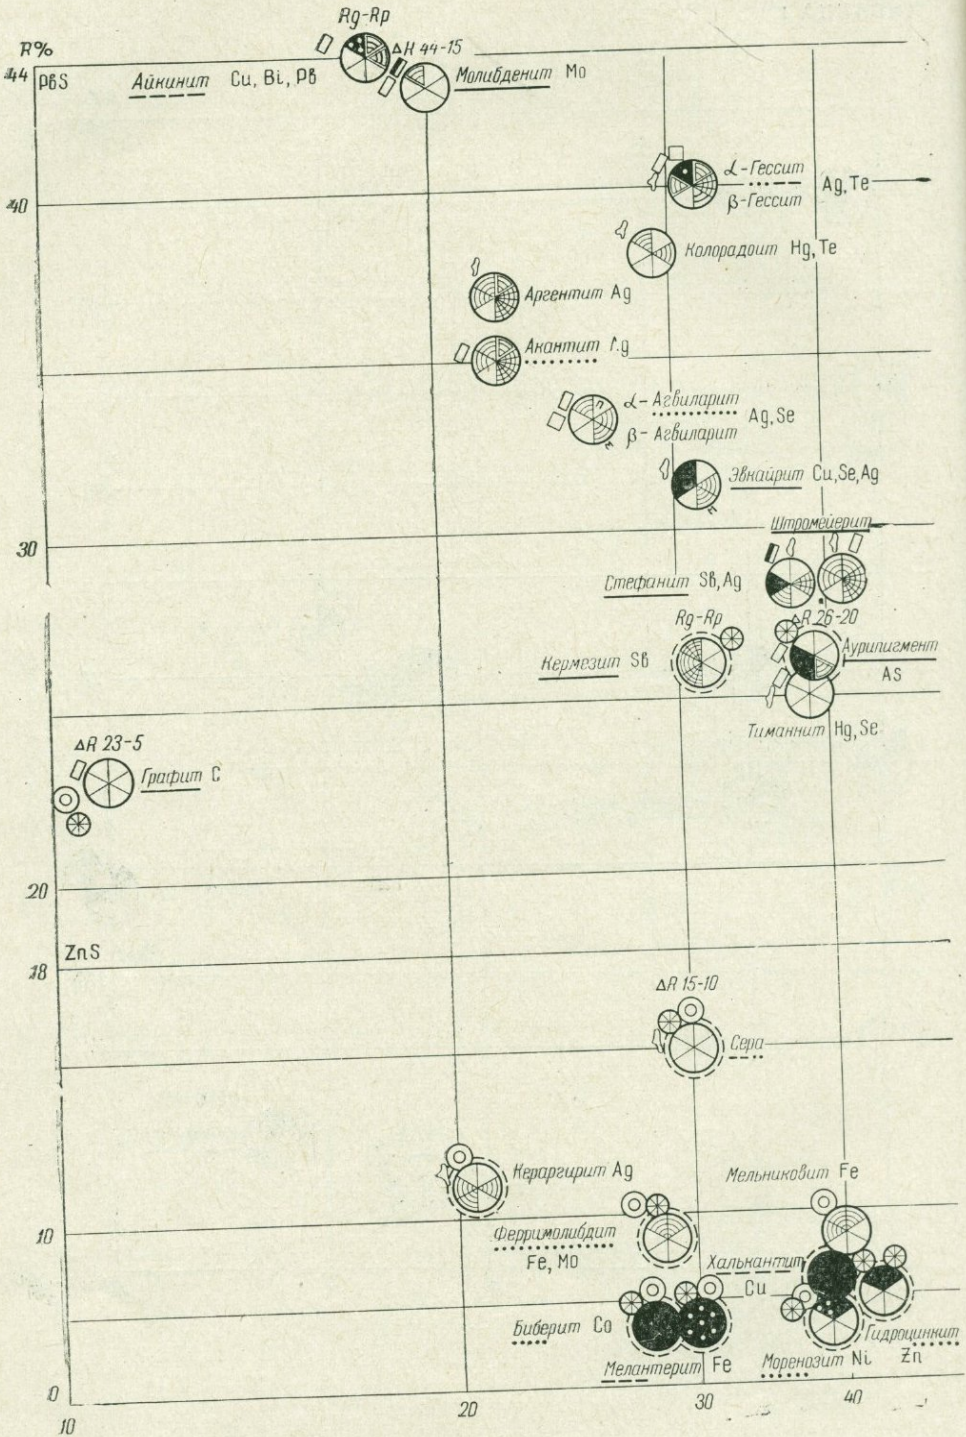 Rg-Rp
R%
ΔR 44-15
44
PbS
Айкинит Cu, Bi, Pb
Молибденит Mo
α-Гессит
Ag,Te
β-Гессит
40
Колорадоит Hg,Te
Аргентит Ag
Акантит Ag
α-Агвиларит
Ag,Se
β-Агвиларит
Эвкайрит Cu,Se,Ag
Штромейерит
30
Стефанит Sb,Ag
Rg-Rp
ΔR 26-20
Кермезит Sb
Аурипигмент
As
Тиманнит Hg,Se
ΔR 23-5
Графит C
20
ZnS
18
ΔR 15-10
Сера
Кераргирит Ag
Мельниковит Fe
10
Ферримолибдит
Fe, Mo
Халькантит
Cu
Биберит Co
Гидроцинкит
Zn
Мелантерит Fe
Моренозит Ni
0
10
20
30
40